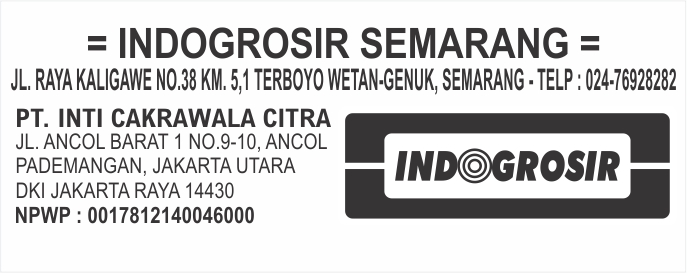 = INDOGROSIR SEMARANG =
JL. RAYA KALIGAWE NO.38 KM. 5,1 TERBOYO WETAN-GENUK, SEMARANG - TELP : 024-76928282
PT. INTI CAKRAWALA CITRA
JL. ANCOL BARAT 1 NO.9-10, ANCOL
PADEMANGAN, JAKARTA UTARA
DKI JAKARTA RAYA 14430
NPWP : 0017812140046000
INDOGROSIR